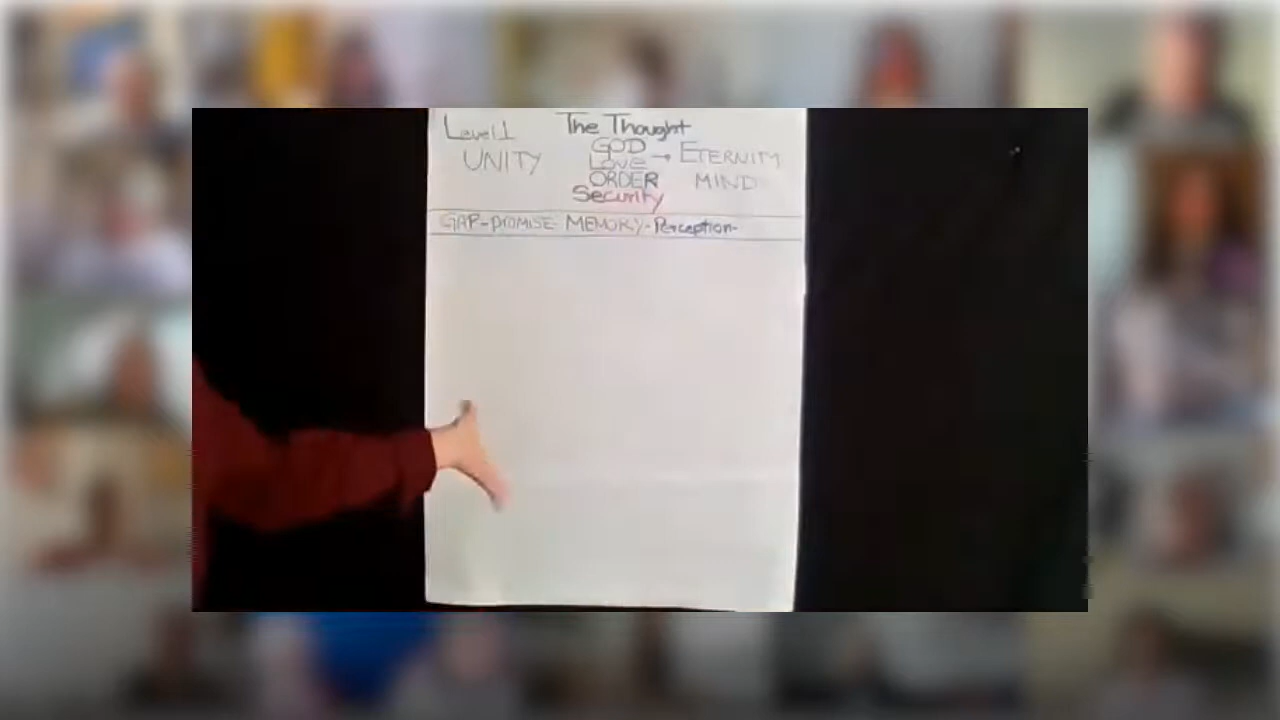 Level 1 The Thought
GOD
UNITY Love → ETERNITY
ORDER MIND
Security
GAP-PROMISE-MEMORY-Perception-